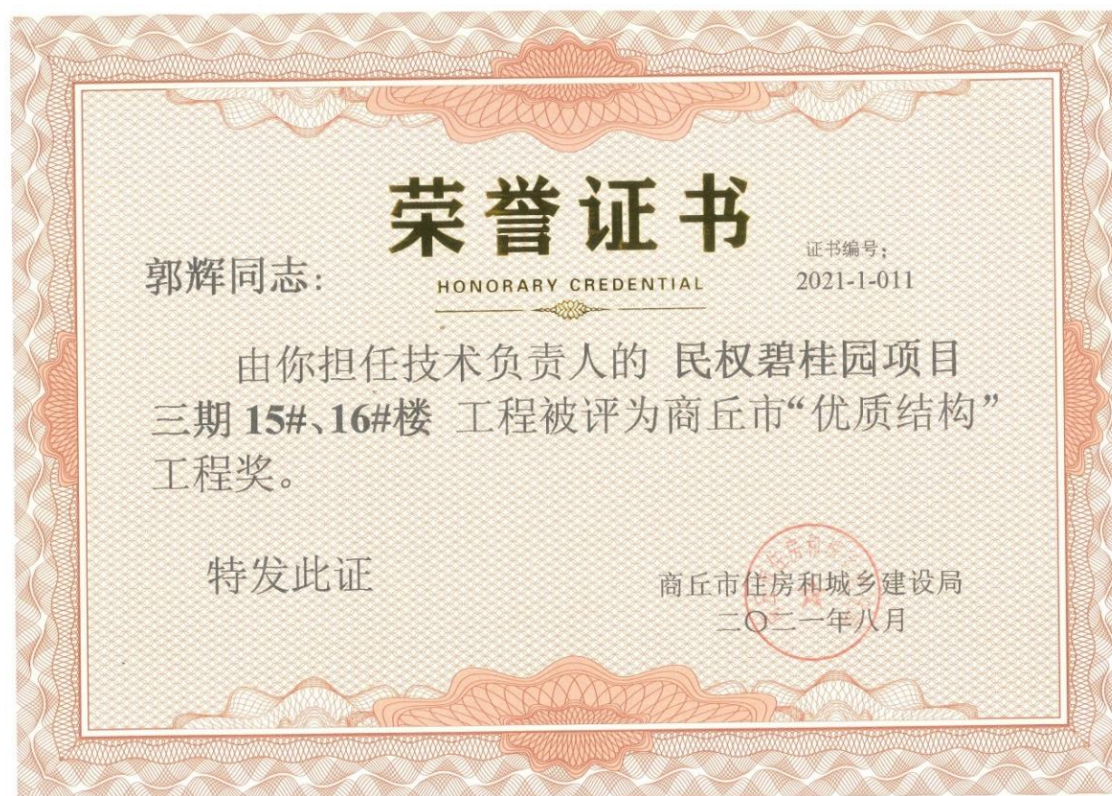 荣誉证书
HONORARY CREDENTIAL
证书编号:
2021-1-011
郭辉同志:
由你担任技术负责人的 民权碧桂园项目
三期 15#、16#楼 工程被评为商丘市“优质结构”
工程奖。
特发此证
商丘市住房和城乡建设局
二〇二一年八月